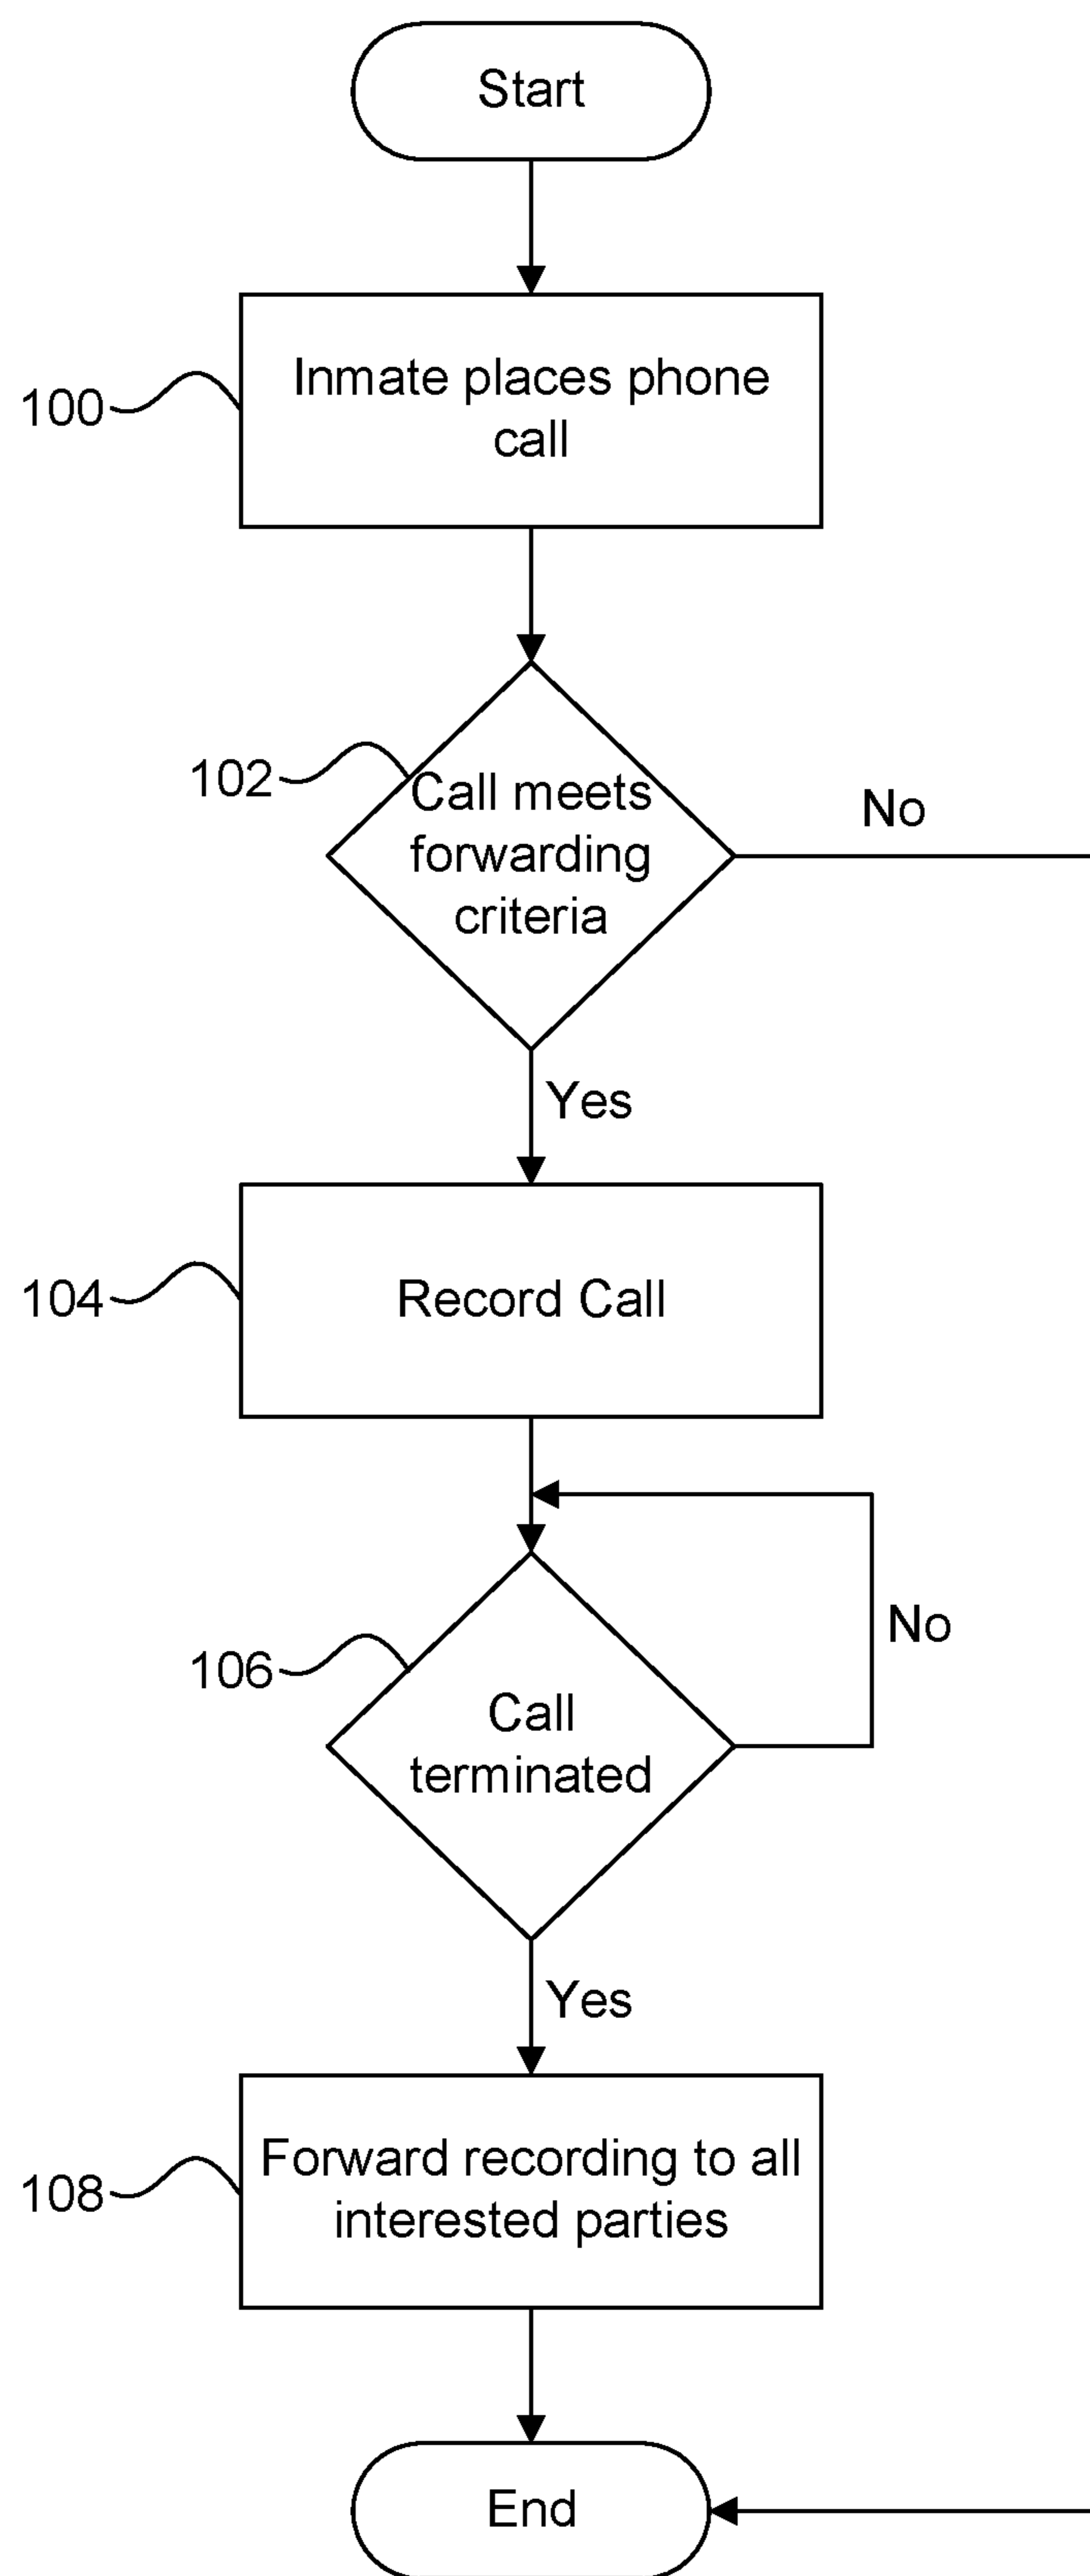 Start
100
Inmate places phone
call
102
Call meets
forwarding
criteria
No
Yes
104
Record Call
No
106
Call
terminated
Yes
108
Forward recording to all
interested parties
End